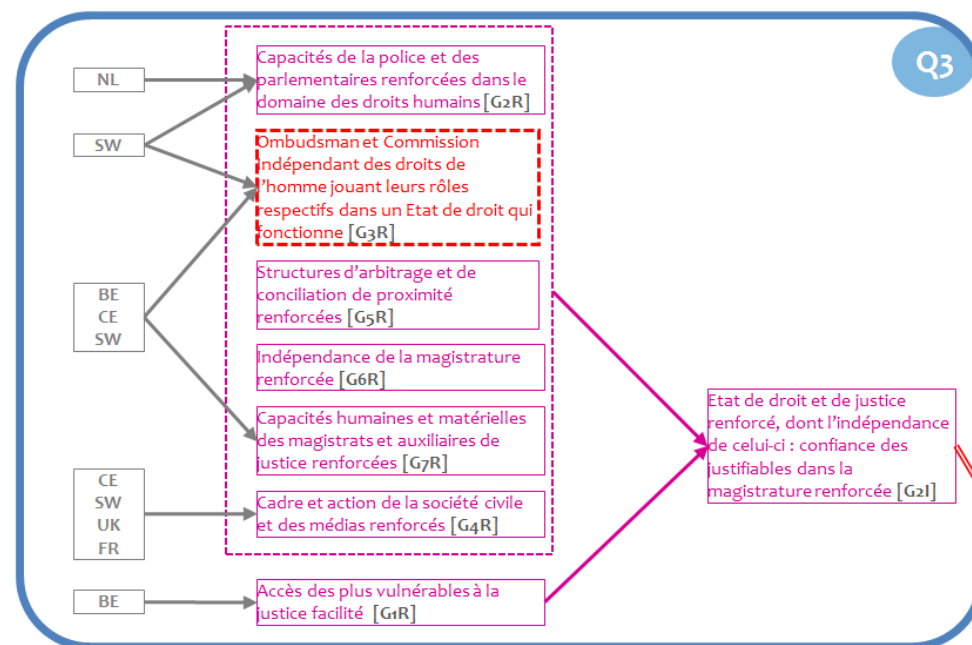 Q3
NL
Capacités de la police et des
parlementaires renforcées dans le
domaine des droits humains [G2R]
SW
Ombudsman et Commission
Indépendant des droits de
l'homme jouant leurs rôles
respectifs dans un Etat de droit qui
fonctionne [G3R]
BE
CE
SW
Structures d'arbitrage et de
conciliation de proximité
renforcées [G5R]
Indépendance de la magistrature
renforcée [G6R]
Capacités humaines et matérielles
des magistrats et auxiliaires de
justice renforcées [G7R]
CE
SW
UK
FR
Cadre et action de la société civile
et des médias renforcés [G4R]
BE
Accès des plus vulnérables à la
justice facilité [G1R]
Etat de droit et de justice
renforcé, dont l'indépendance
de celui-ci : confiance des
justifiables dans la
magistrature renforcée [G2I]